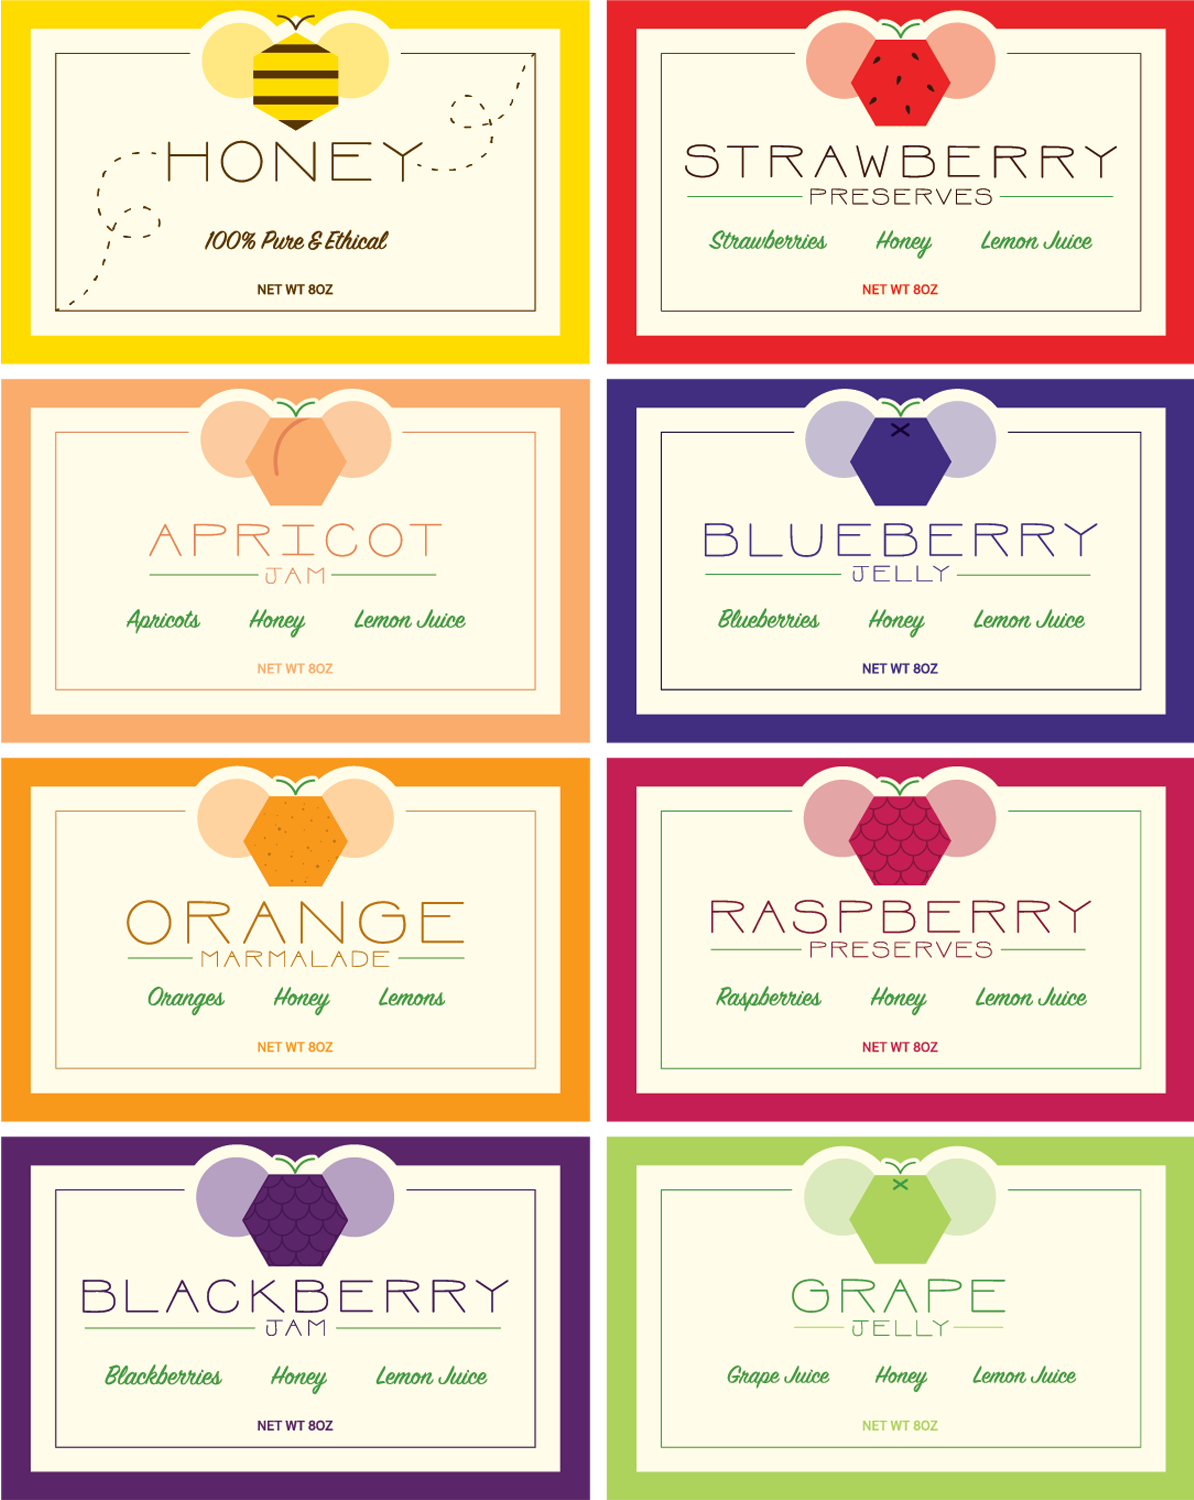 HONEY
100% Pure & Ethical
NET WT 8OZ
STRAWBERRY
PRESERVES
Strawberries Honey Lemon Juice
NET WT 8OZ
APRICOT
JAM
Apricots Honey Lemon Juice
NET WT 8OZ
BLUEBERRY
JELLY
Blueberries Honey Lemon Juice
NET WT 8OZ
ORANGE
MARMALADE
Oranges Honey Lemons
NET WT 8OZ
RASPBERRY
PRESERVES
Raspberries Honey Lemon Juice
NET WT 8OZ
BLACKBERRY
JAM
Blackberries Honey Lemon Juice
NET WT 8OZ
GRAPE
JELLY
Grape Juice Honey Lemon Juice
NET WT 8OZ